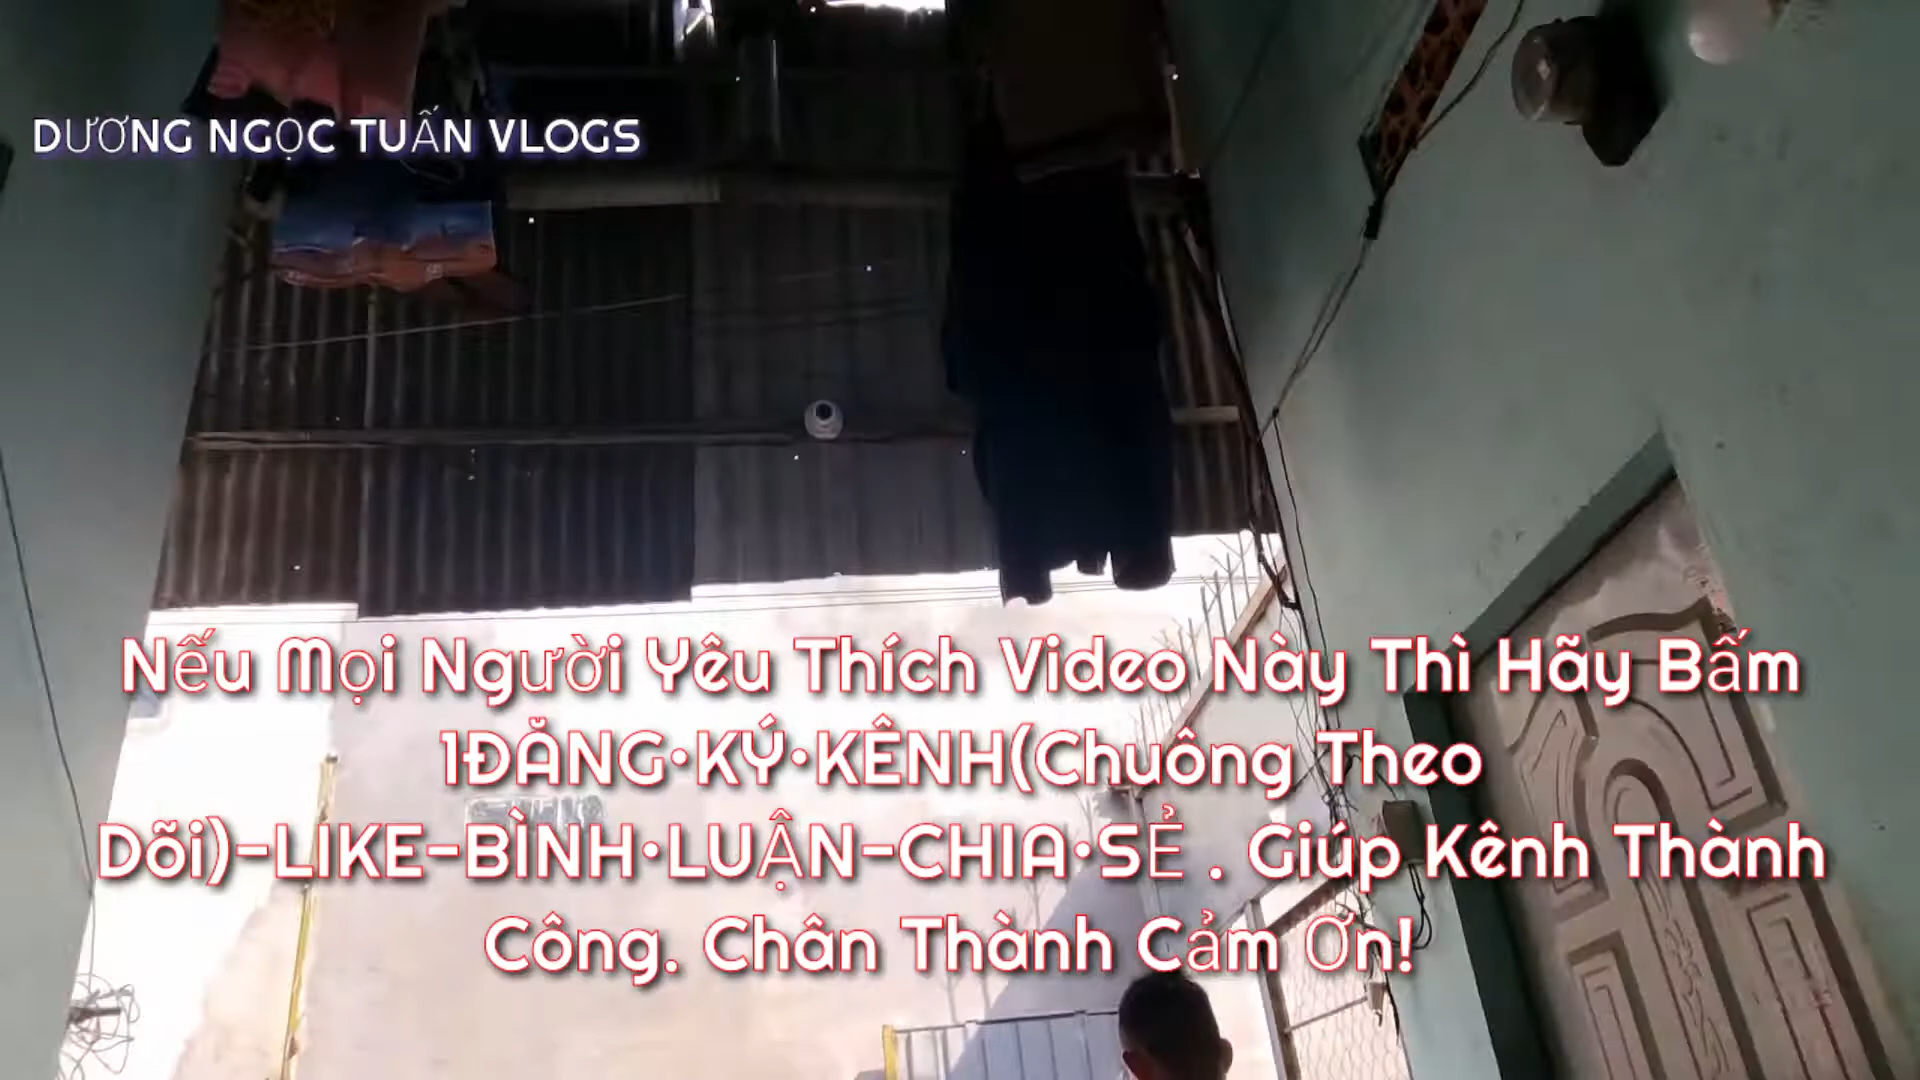 DƯƠNG NGỌC TUẤN VLOGS
Nếu Mọi Người Yêu Thích Video Này Thì Hãy Bấm
1ĐĂNG•KÝ•KÊNH(Chuông Theo
Dõi)-LIKE-BÌNH•LUẬN-CHIA•SẺ . Giúp Kênh Thành
Công. Chân Thành Cảm Ơn!